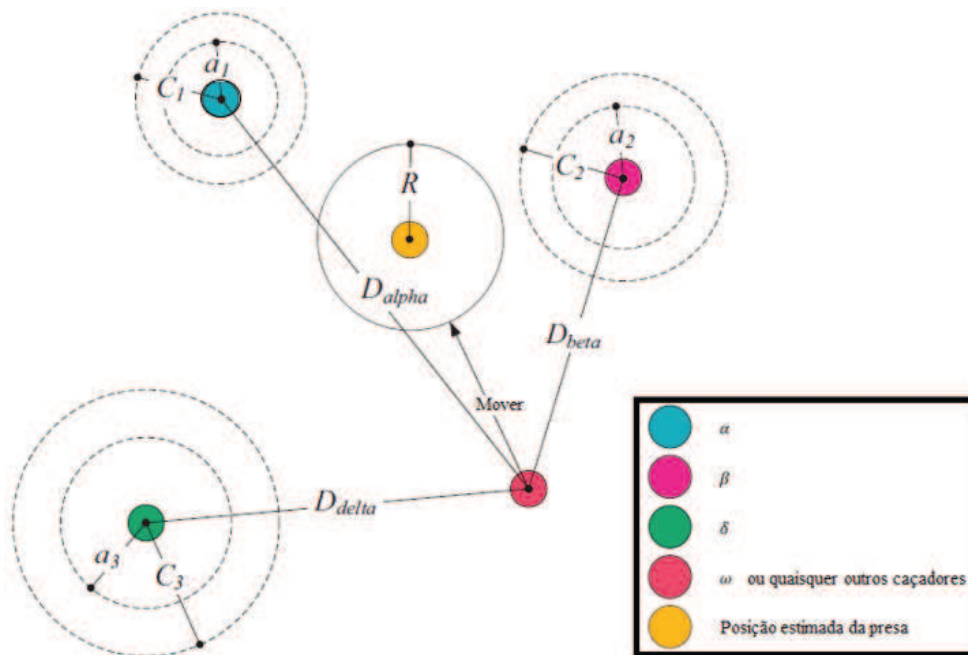 a1
C1
a2
C2
R
Dalpha
Dbeta
Mover
Ddelta
a3
C3
α
β
δ
ω ou quaisquer outros caçadores
Posição estimada da presa